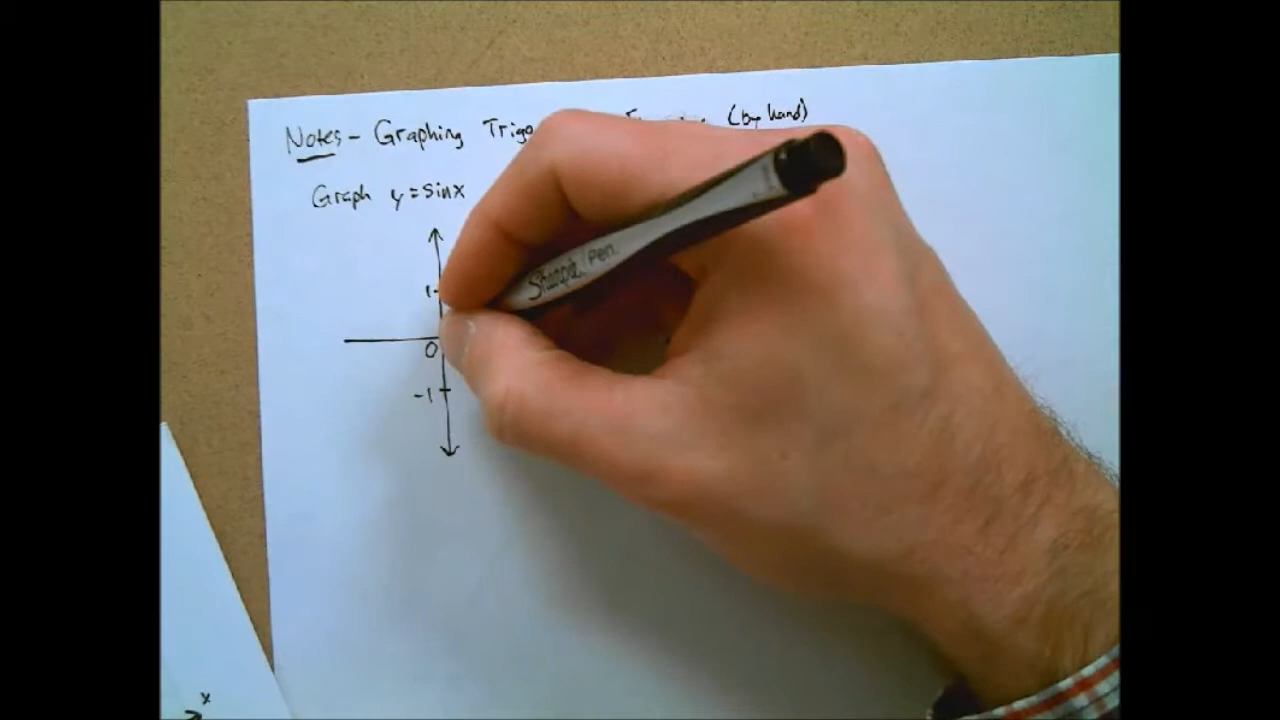 Notes - Graphing Trigo (by hand)
Graph y=sinx
1
0
-1
Sharpie Pen.
x